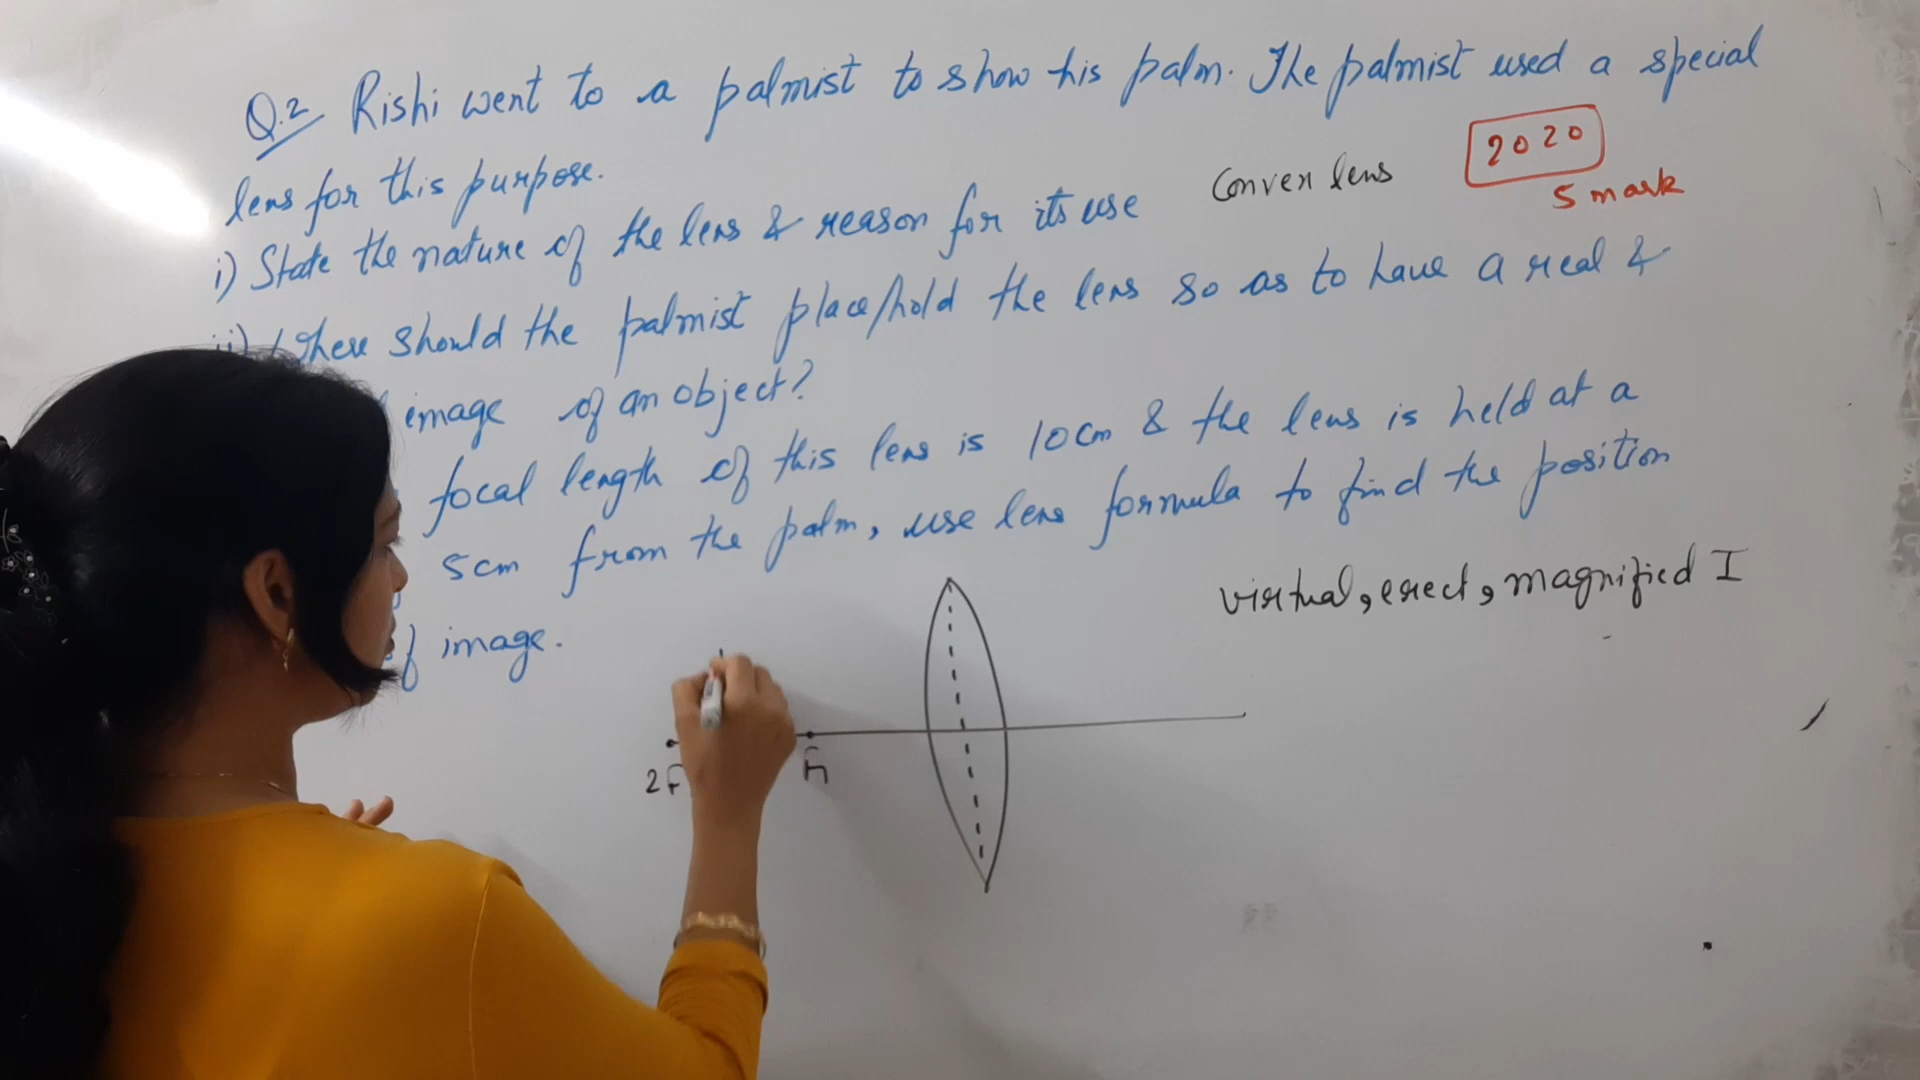 Q.2 Rishi went to a palmist to show his palm. The palmist used a special
lens for this purpose.
Convex lens
2020
5 mark
i) State the nature of the lens & reason for its use
ii) Where should the palmist place/hold the lens so as to have a real &
image of an object?
focal length of this lens is 10cm & the lens is held at a
5cm from the palm, use lens formula to find the position
of image.
virtual, erect, magnified I
2F
F1